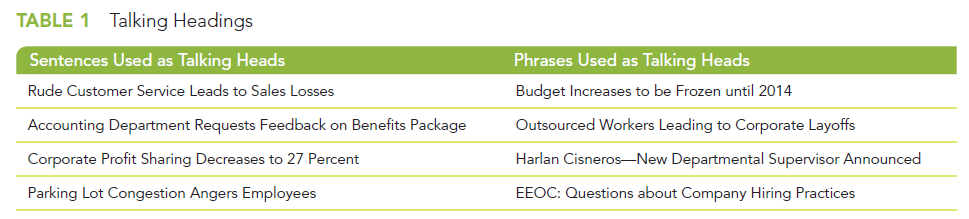 TABLE 1 Talking Headings
Sentences Used as Talking Heads Phrases Used as Talking Heads
Rude Customer Service Leads to Sales Losses Budget Increases to be Frozen until 2014
Accounting Department Requests Feedback on Benefits Package Outsourced Workers Leading to Corporate Layoffs
Corporate Profit Sharing Decreases to 27 Percent Harlan Cisneros—New Departmental Supervisor Announced
Parking Lot Congestion Angers Employees EEOC: Questions about Company Hiring Practices